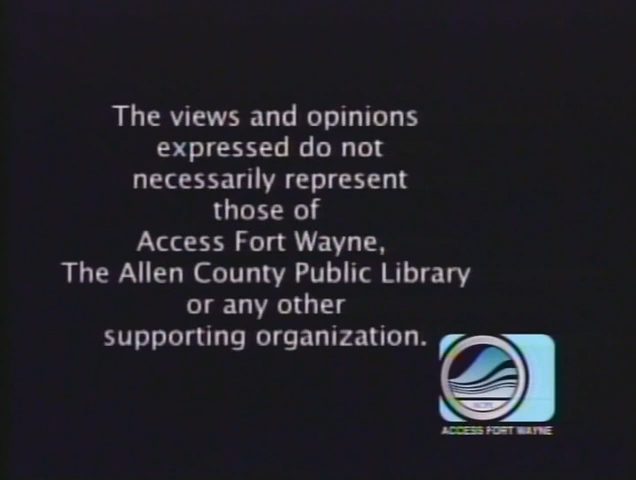 The views and opinions
expressed do not
necessarily represent
those of
Access Fort Wayne,
The Allen County Public Library
or any other
supporting organization.
ACCESS FORT WAYNE